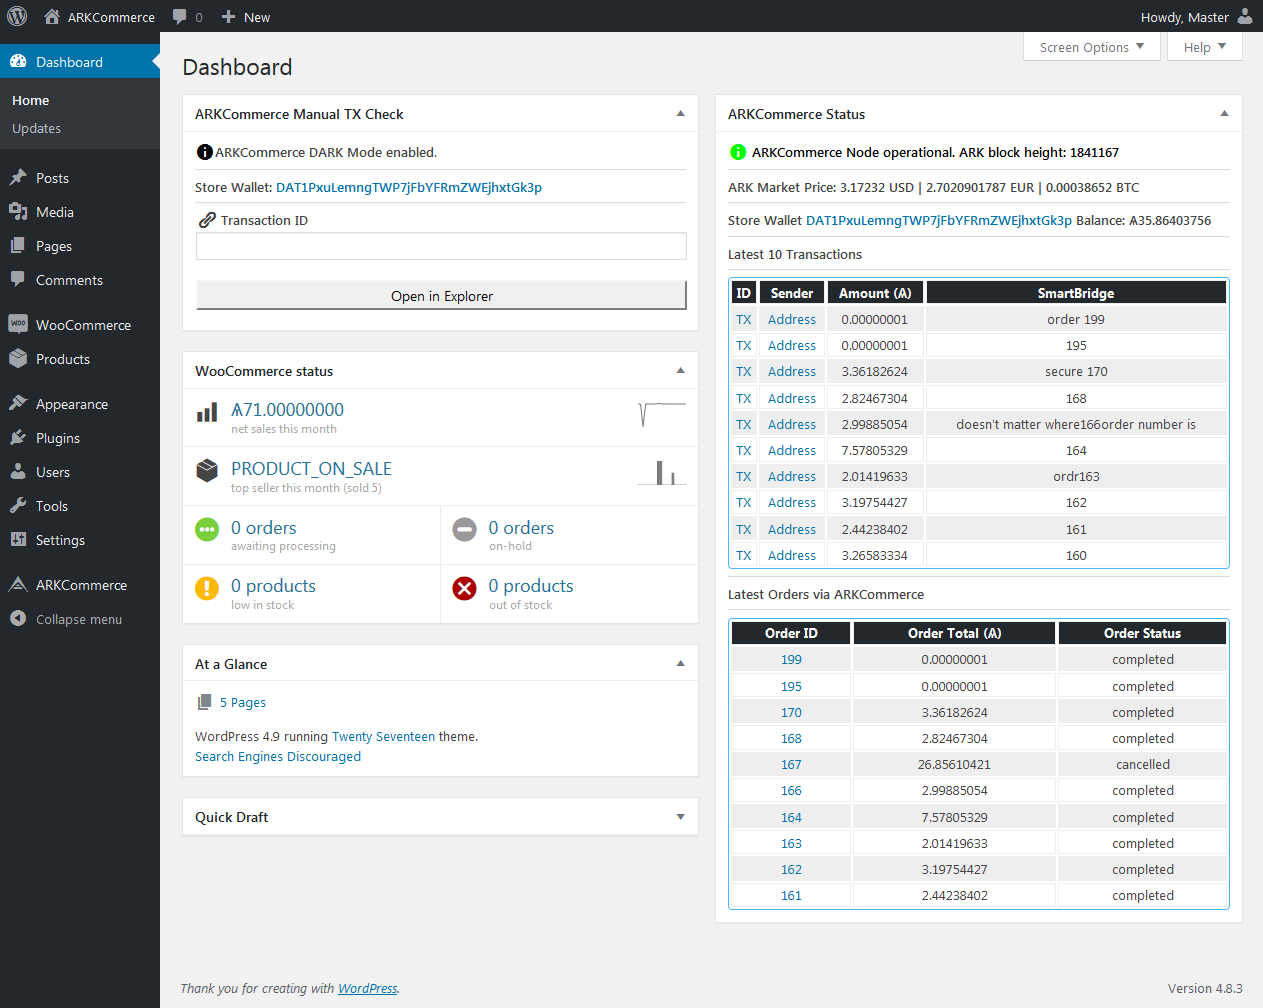 ARKCommerce 0 New Howdy, Master
Dashboard
Home
Updates
Posts
Media
Pages
Comments
WooCommerce
Products
Appearance
Plugins
Users
Tools
Settings
ARKCommerce
Collapse menu
Screen Options Help
Dashboard
ARKCommerce Manual TX Check
ARKCommerce DARK Mode enabled.
Store Wallet: DAT1PxuLemngTWP7jFbYFRmZWEjhxtGk3p
Transaction ID
Open in Explorer
WooCommerce status
Ѧ71.00000000
net sales this month
PRODUCT_ON_SALE
top seller this month (sold 5)
0 orders
awaiting processing
0 orders
on-hold
0 products
low in stock
0 products
out of stock
At a Glance
5 Pages
WordPress 4.9 running Twenty Seventeen theme.
Search Engines Discouraged
Quick Draft
ARKCommerce Status
ARKCommerce Node operational. ARK block height: 1841167
ARK Market Price: 3.17232 USD | 2.7020901787 EUR | 0.00038652 BTC
Store Wallet DAT1PxuLemngTWP7jFbYFRmZWEjhxtGk3p Balance: Ѧ35.86403756
Latest 10 Transactions
ID Sender Amount (Ѧ) SmartBridge
TX Address 0.00000001 order 199
TX Address 0.00000001 195
TX Address 3.36182624 secure 170
TX Address 2.82467304 168
TX Address 2.99885054 doesn't matter where166order number is
TX Address 7.57805329 164
TX Address 2.01419633 ordr163
TX Address 3.19754427 162
TX Address 2.44238402 161
TX Address 3.26583334 160
Latest Orders via ARKCommerce
Order ID Order Total (Ѧ) Order Status
199 0.00000001 completed
195 0.00000001 completed
170 3.36182624 completed
168 2.82467304 completed
167 26.85610421 cancelled
166 2.99885054 completed
164 7.57805329 completed
163 2.01419633 completed
162 3.19754427 completed
161 2.44238402 completed
Thank you for creating with WordPress. Version 4.8.3